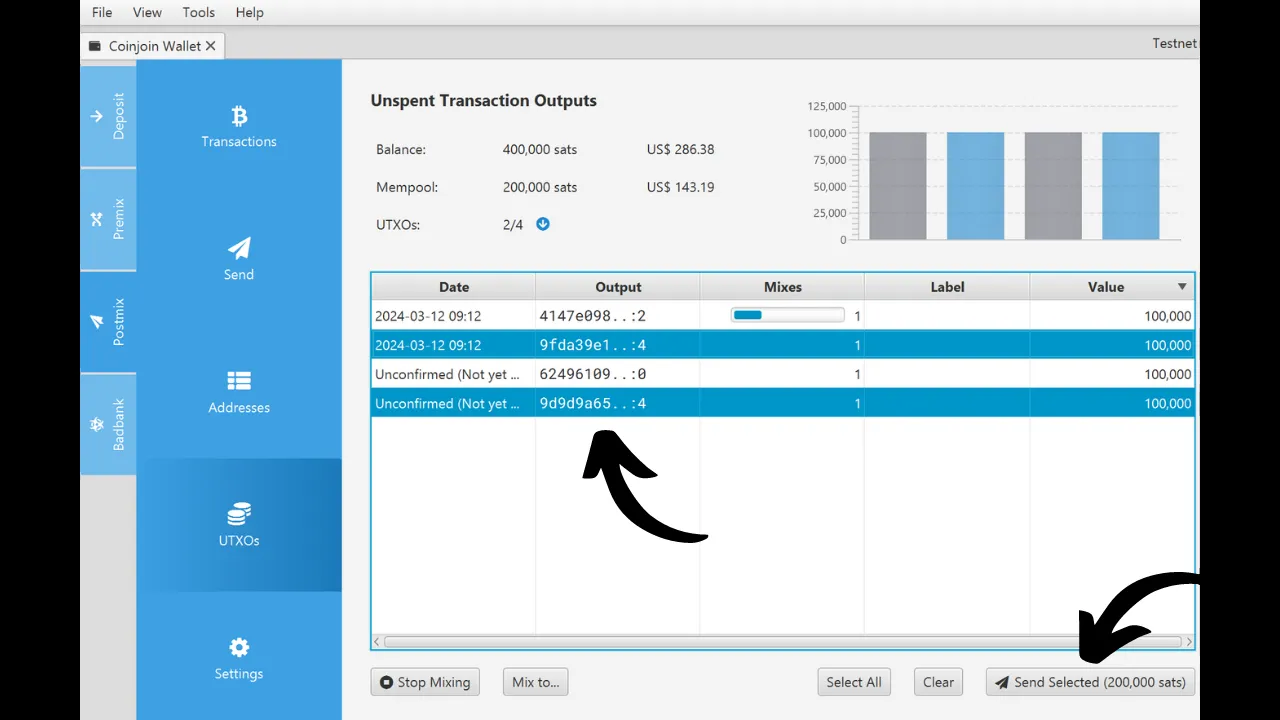 File View Tools Help
Coinjoin Wallet
Testnet
Deposit
Premix
Postmix
Badbank
Transactions
Send
Addresses
UTXOs
Settings
Unspent Transaction Outputs
Balance: 400,000 sats US$ 286.38
Mempool: 200,000 sats US$ 143.19
UTXOs: 2/4
125,000
100,000
75,000
50,000
25,000
0
Date Output Mixes Label Value
2024-03-12 09:12 4147e098..:2 1 100,000
2024-03-12 09:12 9fda39e1..:4 1 100,000
Unconfirmed (Not yet ... 62496109..:0 1 100,000
Unconfirmed (Not yet ... 9d9d9a65..:4 1 100,000
Stop Mixing Mix to... Select All Clear Send Selected (200,000 sats)